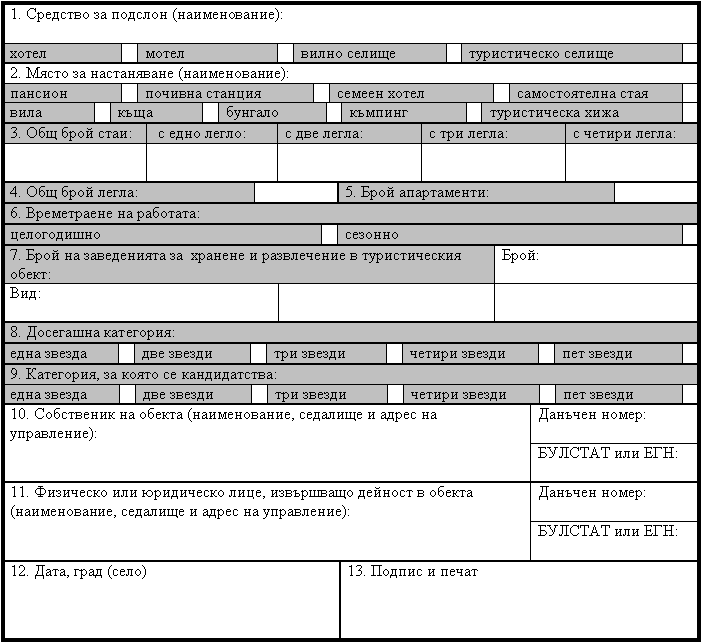 1. Средство за подслон (наименование):
хотел мотел вилно селище туристическо селище
2. Място за настаняване (наименование):
пансион почивна станция семеен хотел самостоятелна стая
вила къща бунгало къмпинг туристическа хижа
3. Общ брой стаи: с едно легло: с две легла: с три легла: с четири легла:
4. Общ брой легла: 5. Брой апартаменти:
6. Времетраене на работата:
целогодишно сезонно
7. Брой на заведенията за хранене и развлечение в туристическия
обект:
Брой:
Вид:
8. Досегашна категория:
една звезда две звезди три звезди четири звезди пет звезди
9. Категория, за която се кандидатства:
една звезда две звезди три звезди четири звезди пет звезди
10. Собственик на обекта (наименование, седалище и адрес на
управление):
Данъчен номер:
БУЛСТАТ или ЕГН:
11. Физическо или юридическо лице, извършващо дейност в обекта
(наименование, седалище и адрес на управление):
Данъчен номер:
БУЛСТАТ или ЕГН:
12. Дата, град (село) 13. Подпис и печат